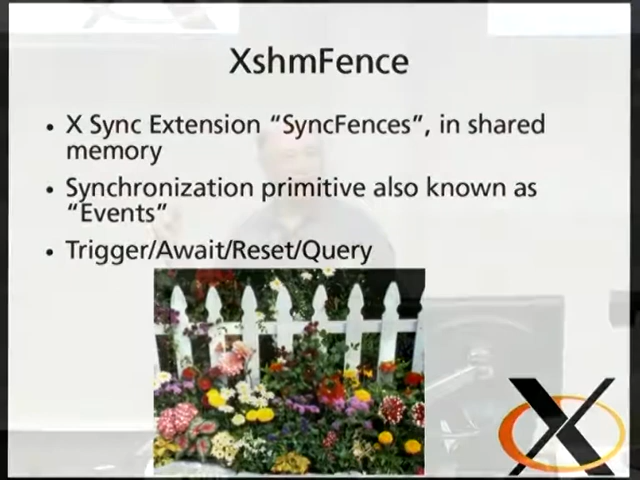 XshmFence
• X Sync Extension “SyncFences”, in shared
memory
• Synchronization primitive also known as
“Events”
• Trigger/Await/Reset/Query
X